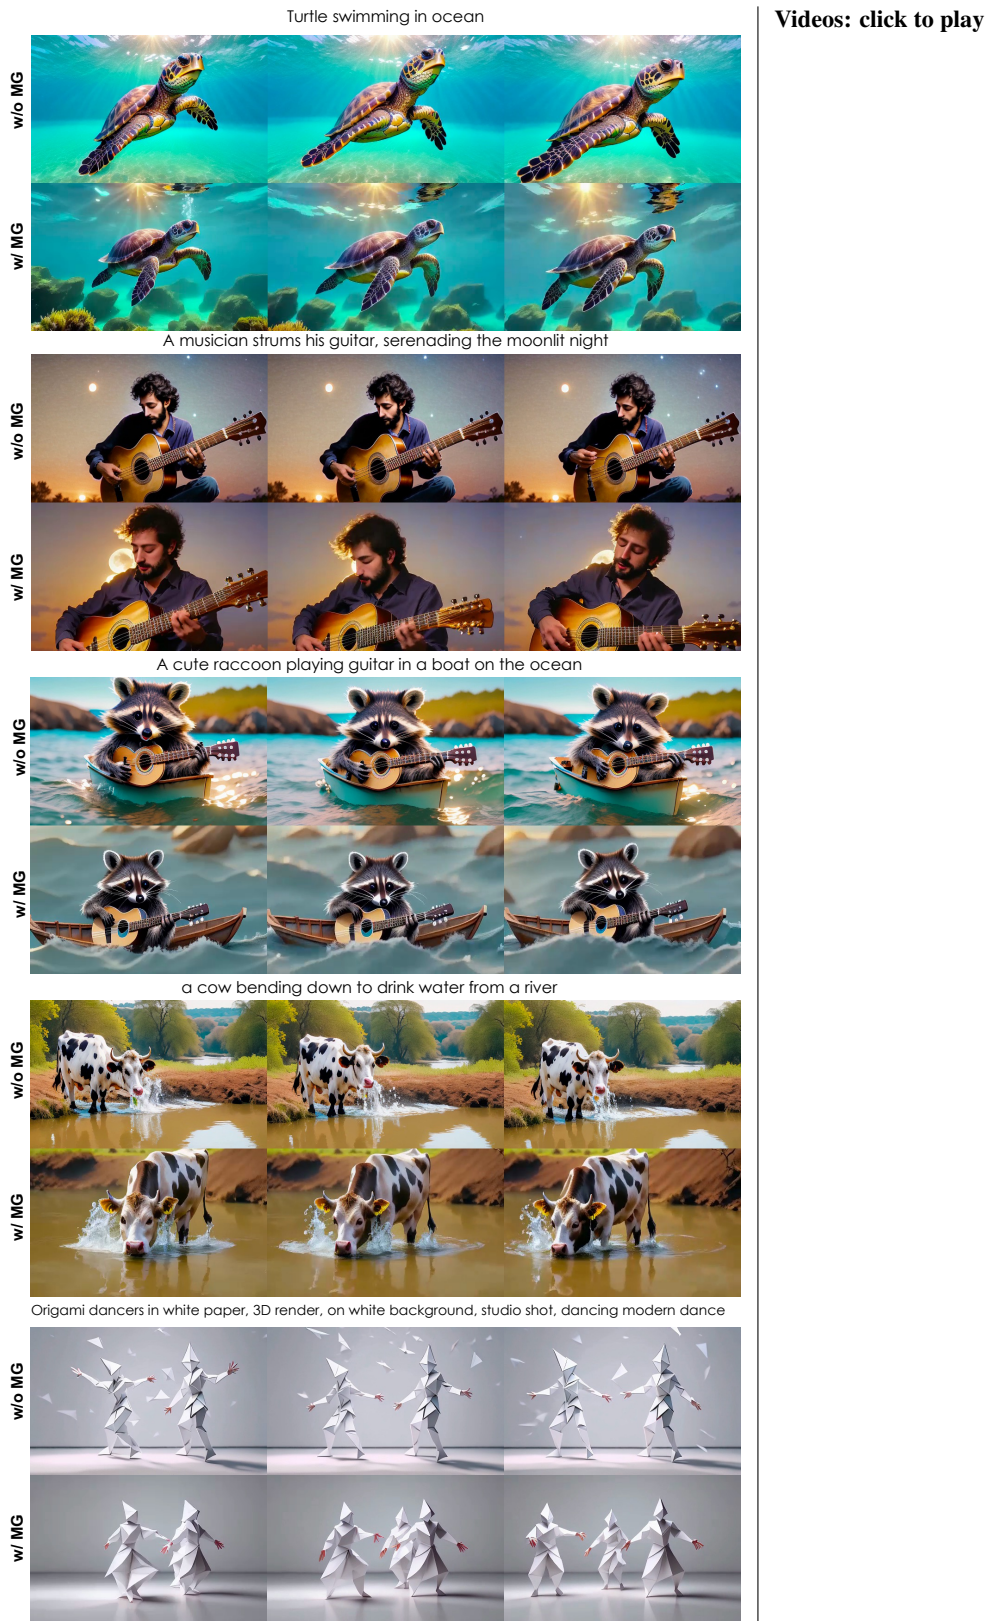 Turtle swimming in ocean
Videos: click to play
w/o MG
w/ MG
A musician strums his guitar, serenading the moonlit night
w/o MG
w/ MG
A cute raccoon playing guitar in a boat on the ocean
w/o MG
w/ MG
a cow bending down to drink water from a river
w/o MG
w/ MG
Origami dancers in white paper, 3D render, on white background, studio shot, dancing modern dance
w/o MG
w/ MG